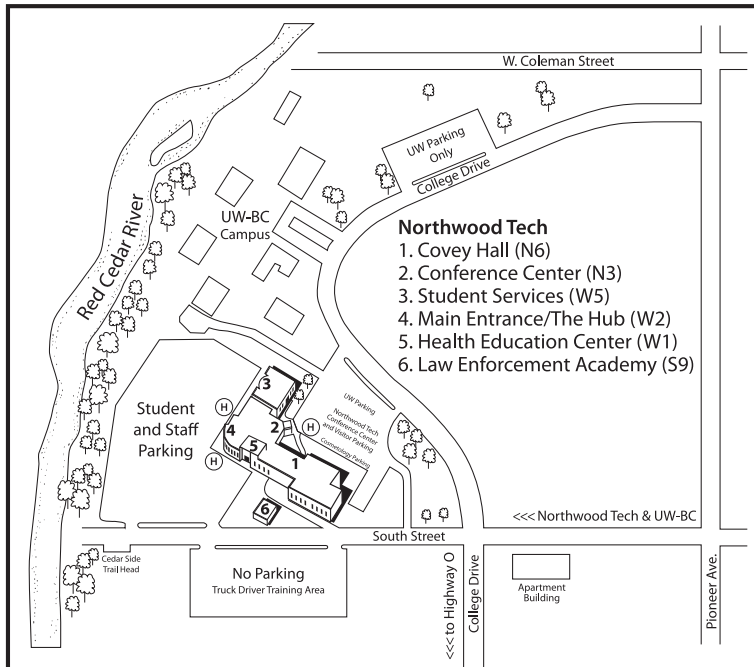 W. Coleman Street
UW Parking
Only
College Drive
Red Cedar River
UW-BC
Campus
Northwood Tech
1. Covey Hall (N6)
2. Conference Center (N3)
3. Student Services (W5)
4. Main Entrance/The Hub (W2)
5. Health Education Center (W1)
6. Law Enforcement Academy (S9)
Student
and Staff
Parking
H
H
H
3
4
2
5
1
6
UW Parking
Northwood Tech
Conference Center
and Visitor Parking
Cosmetology Parking
<<< Northwood Tech & UW-BC
South Street
Cedar Side
Trail Head
No Parking
Truck Driver Training Area
<<< to Highway O
College Drive
Apartment
Building
Pioneer Ave.